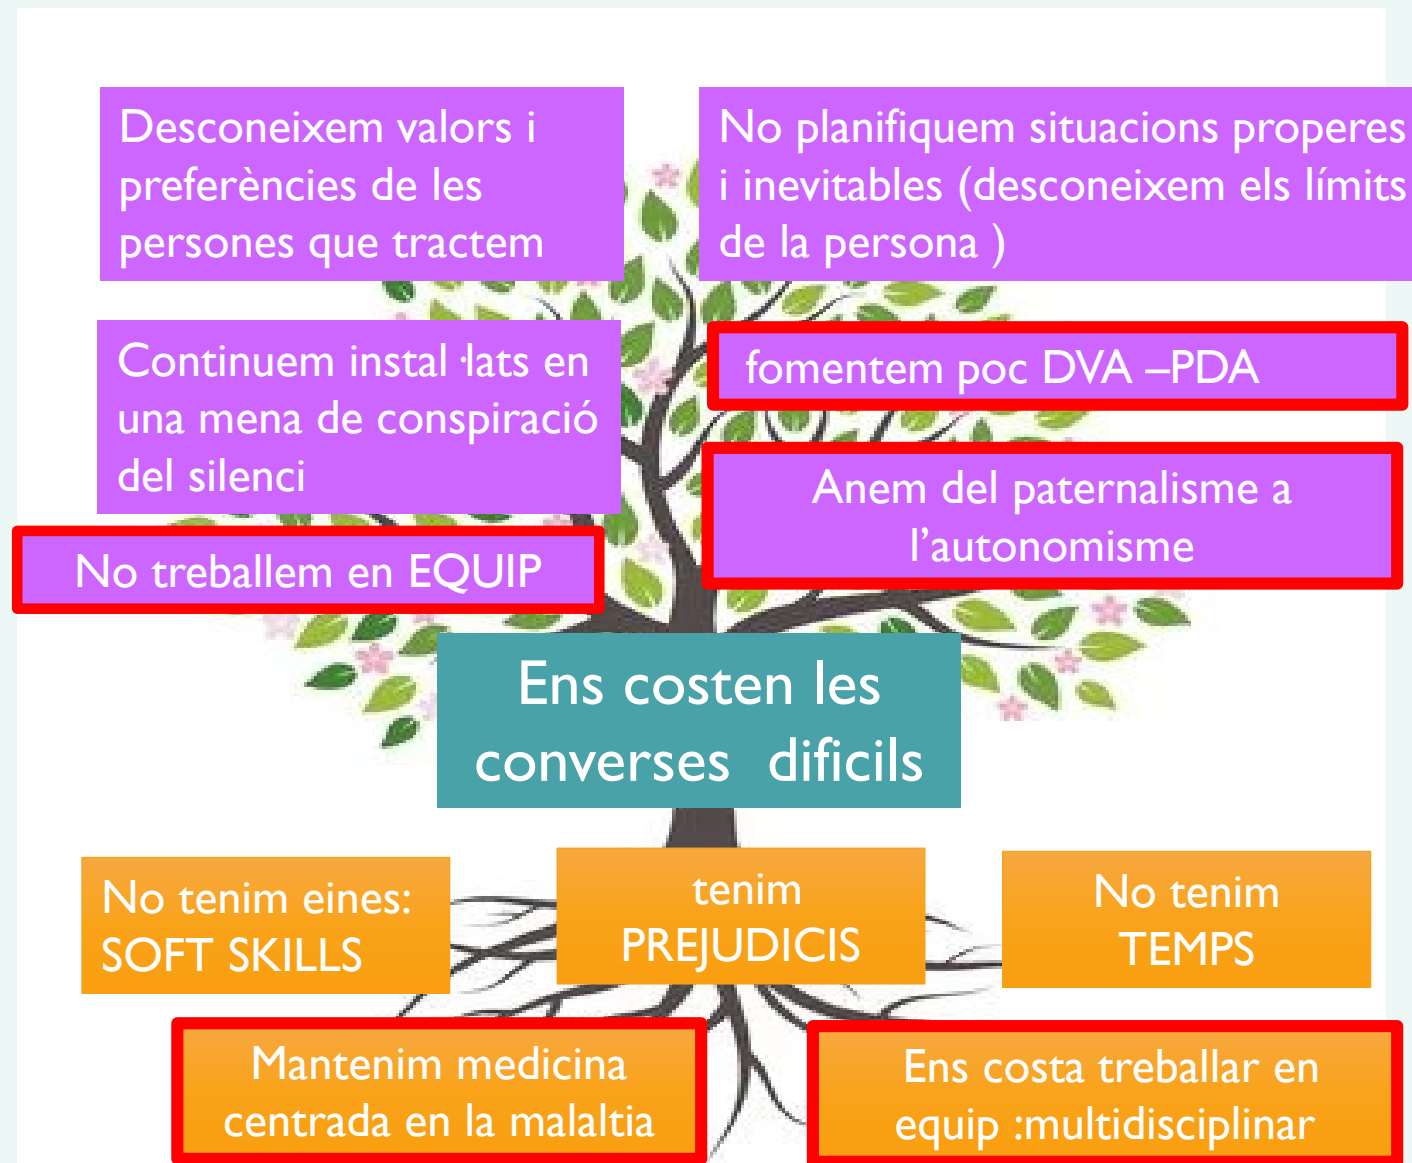 Desconeixem valors i
preferències de les
persones que tractem
No planifiquem situacions properes
i inevitables (desconeixem els límits
de la persona )
Continuem instal·lats en
una mena de conspiració
del silenci
fomentem poc DVA –PDA
Anem del paternalisme a
l’autonomisme
No treballem en EQUIP
Ens costen les
converses dificils
No tenim eines:
SOFT SKILLS
tenim
PREJUDICIS
No tenim
TEMPS
Mantenim medicina
centrada en la malaltia
Ens costa treballar en
equip :multidisciplinar